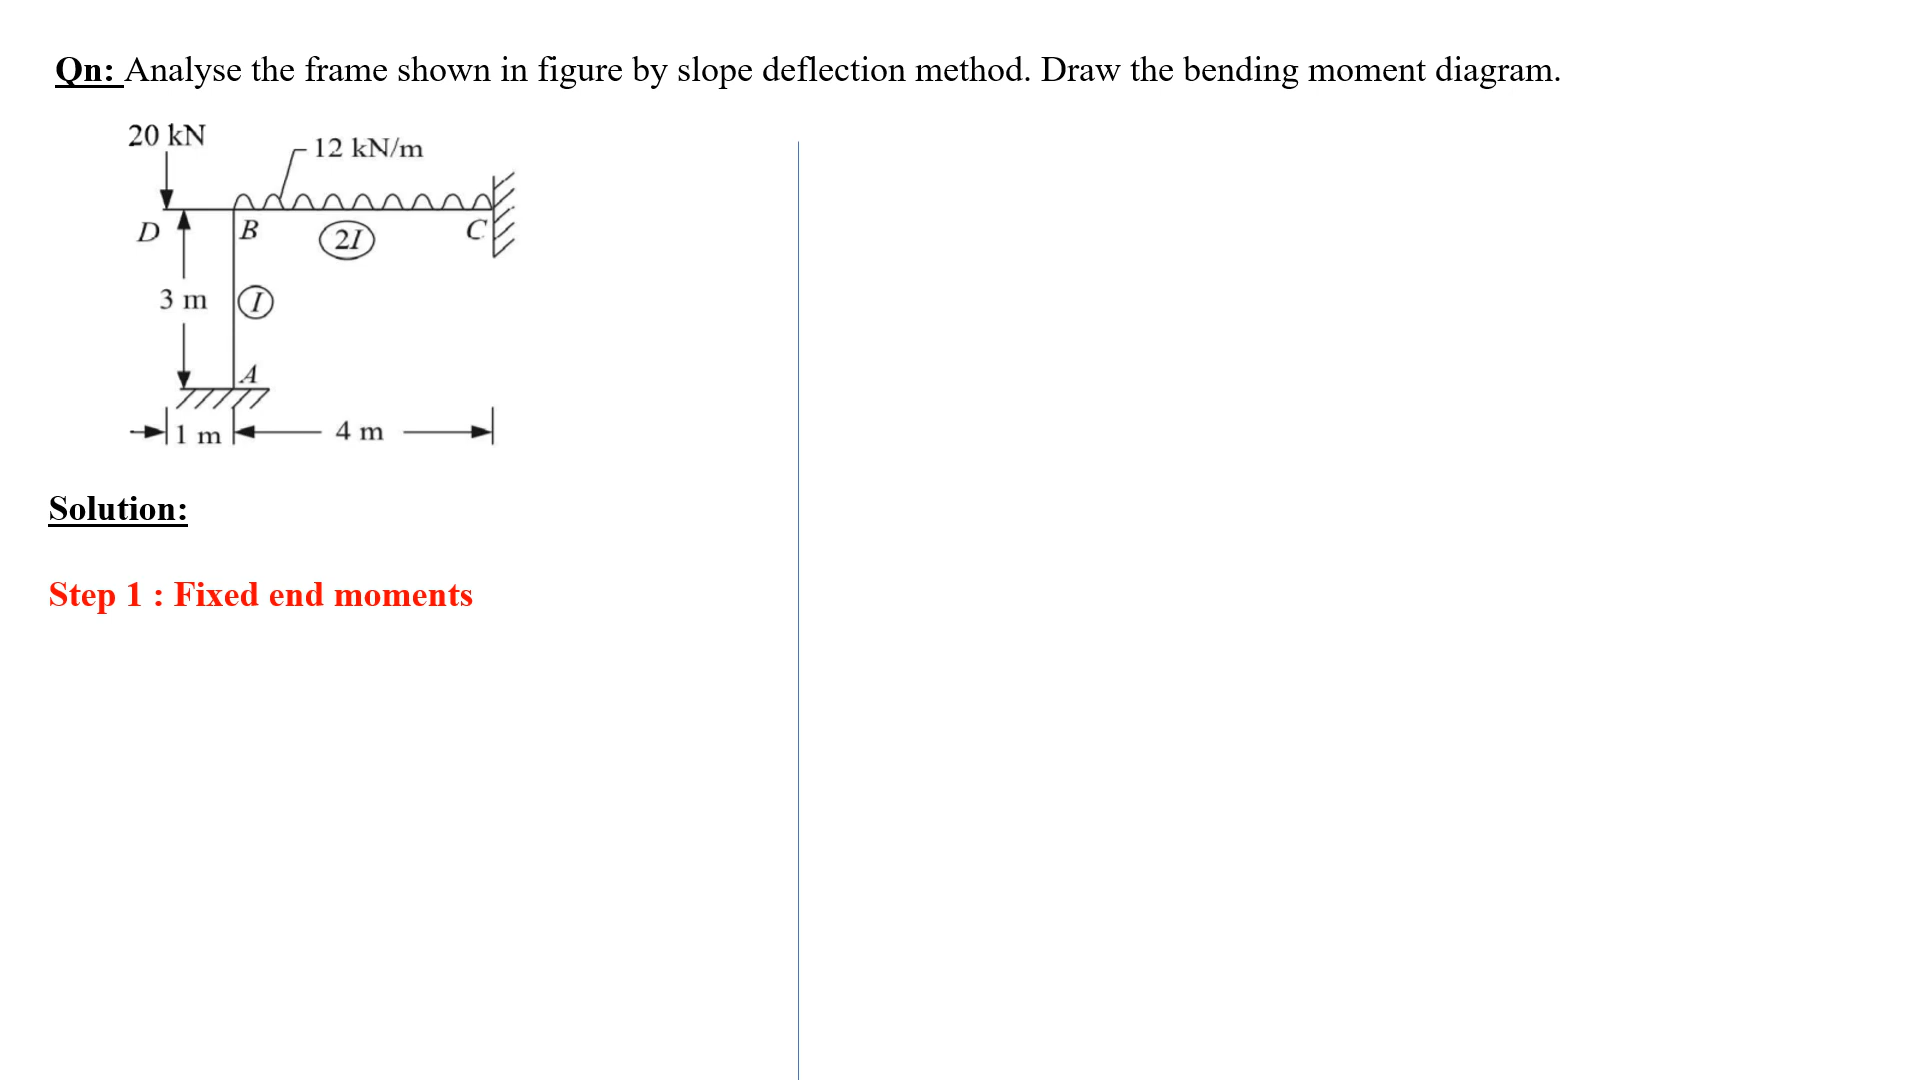 Qn: Analyse the frame shown in figure by slope deflection method. Draw the bending moment diagram.
20 kN
12 kN/m
D
B
2I
C
3 m
I
A
1 m
4 m
Solution:
Step 1 : Fixed end moments